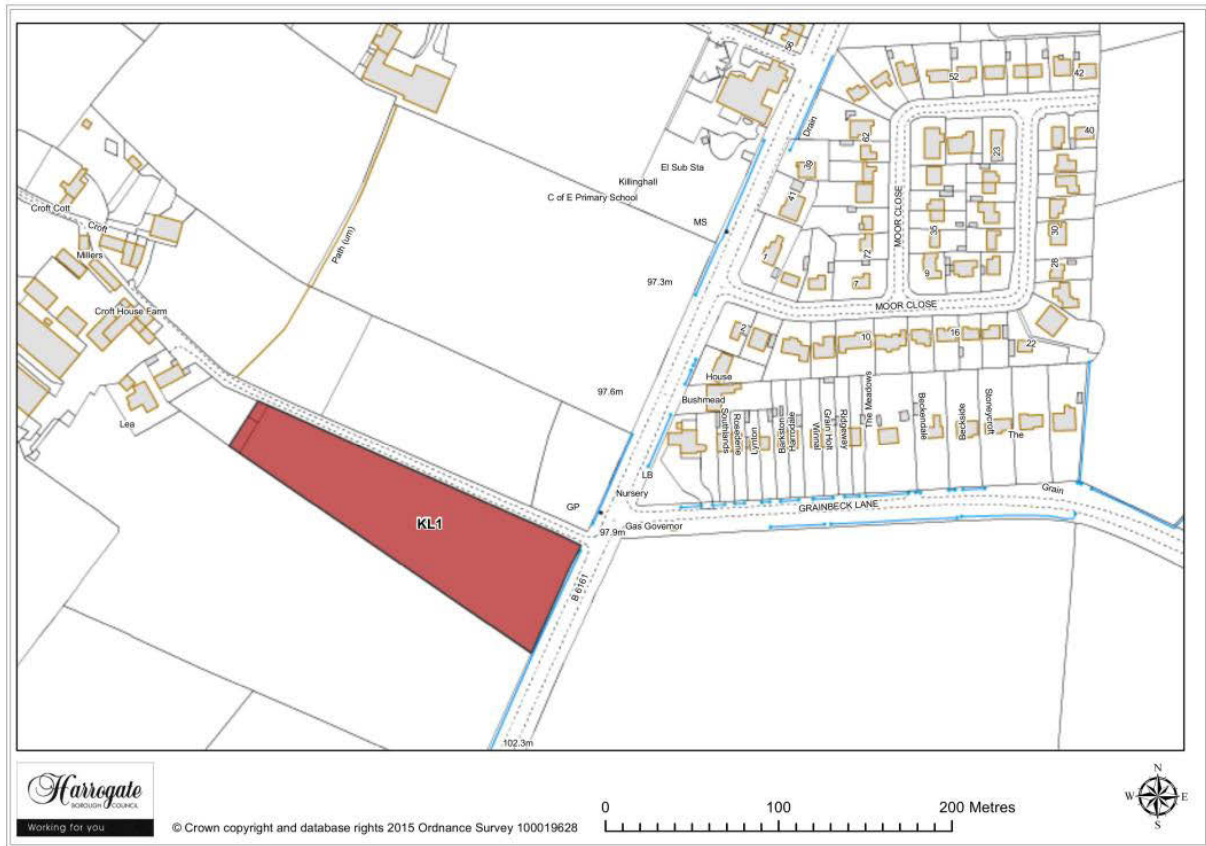 56
52
42
Drain
62
23
40
El Sub Sta
39
Killinghall
C of E Primary School
41
Croft Cott
Croft
MS
MOOR CLOSE
35
30
Path (um)
Millers
1
72
97.3m
7
9
28
Croft House Farm
MOOR CLOSE
2
10
16
22
House
97.6m
Bushmead
Lea
Southlands
Rosedene
Lynton
Barkston
Harrodale
Winnal
Grain Holt
Ridgeway
The Meadows
Beckendale
Beckside
Stoneycroft
The
LB
Nursery
Grain
GP
GRAINBECK LANE
KL1
Gas Governor
97.9m
B 6161
102.3m
Harrogate
BOROUGH COUNCIL
Working for you
© Crown copyright and database rights 2015 Ordnance Survey 100019628
0 100 200 Metres
N
W E
S